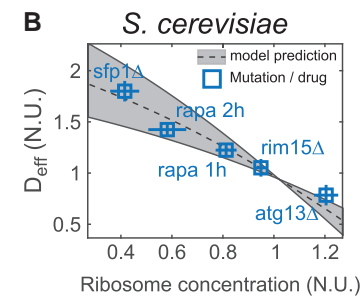 B
S. cerevisiae
model prediction
Mutation / drug
sfp1Δ
rapa 2h
rapa 1h
rim15Δ
atg13Δ
2
1.5
1
0.5
D_eff (N.U.)
0.4 0.6 0.8 1 1.2
Ribosome concentration (N.U.)